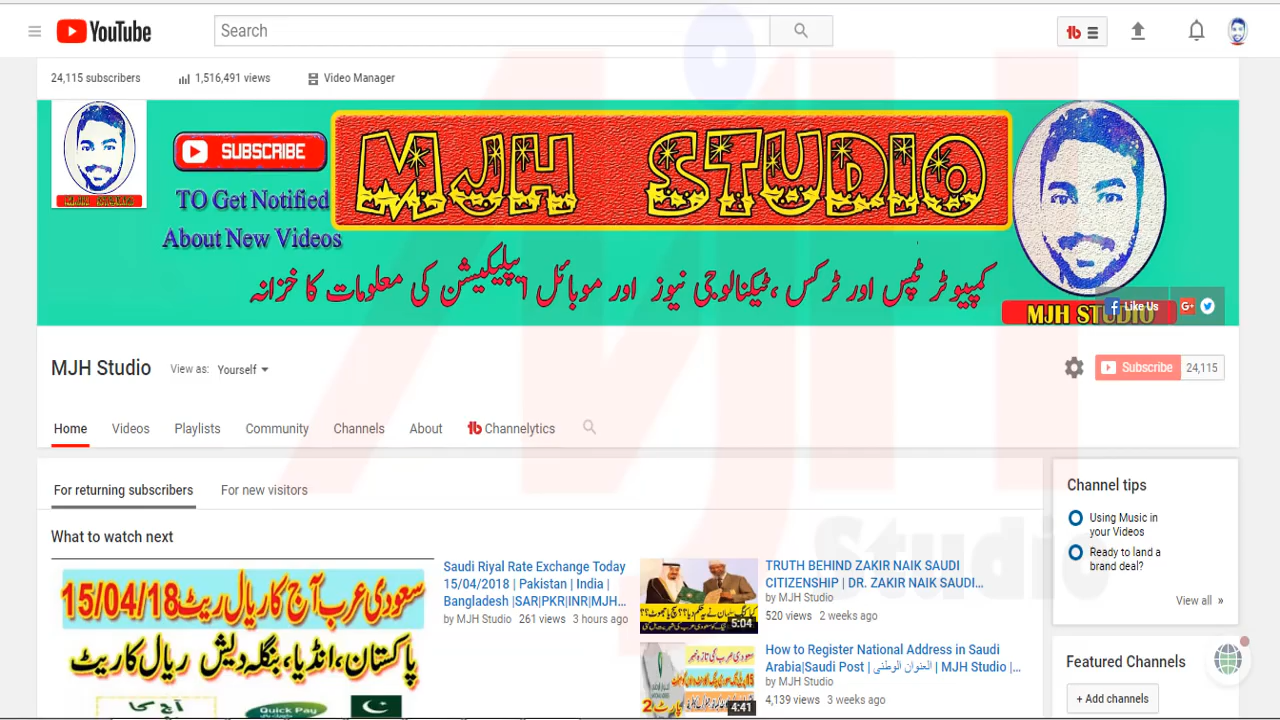 YouTube
Search
24,115 subscribers
1,516,491 views
Video Manager
SUBSCRIBE
TO Get Notified
About New Videos
MJH STUDIO
کمپیوٹر ٹپس اور ٹرکس ،ٹیکنالوجی نیوز اور موبائل ایپلیکیشن کی معلومات کا خزانہ
MJH STUDIO
Like Us
G+
MJH Studio
View as: Yourself
Subscribe 24,115
Home Videos Playlists Community Channels About Channelytics
For returning subscribers For new visitors
What to watch next
سعودی عرب آج کا ریال ریٹ 15/04/18
پاکستان، انڈیا، بنگلہ دیش ریال کا ریٹ
آج کا
Quick Pay
Saudi Riyal Rate Exchange Today
15/04/2018 | Pakistan | India |
Bangladesh |SAR|PKR|INR|MJH...
by MJH Studio 261 views 3 hours ago
5:04
TRUTH BEHIND ZAKIR NAIK SAUDI
CITIZENSHIP | DR. ZAKIR NAIK SAUDI...
by MJH Studio
520 views 2 weeks ago
4:41
How to Register National Address in Saudi
Arabia|Saudi Post | العنوان الوطني | MJH Studio |...
by MJH Studio
4,139 views 3 weeks ago
Channel tips
Using Music in
your Videos
Ready to land a
brand deal?
View all »
Featured Channels
+ Add channels
MJH
Studio